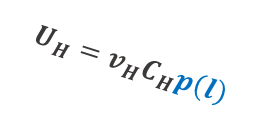 U_H = v_H C_H p(l)